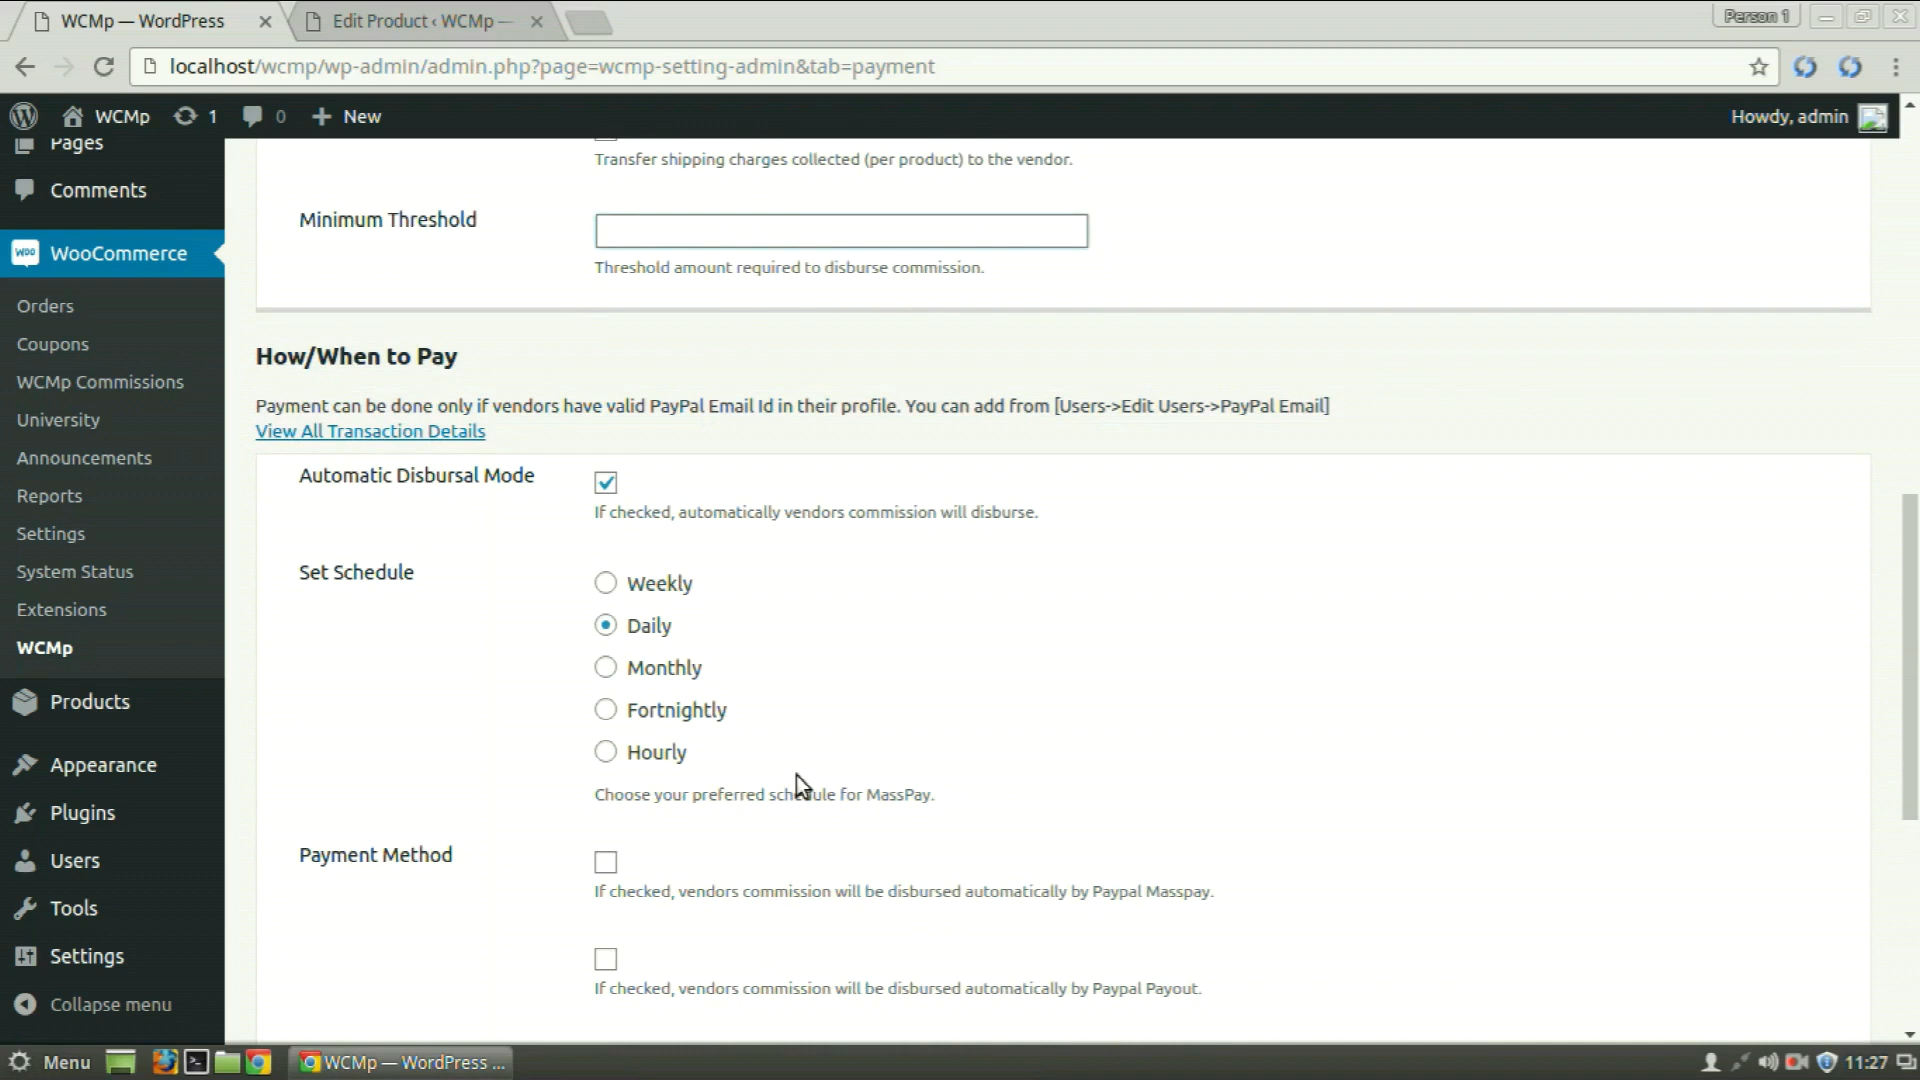 WCMp — WordPress
Edit Product ‹ WCMp —
Person 1
localhost/wcmp/wp-admin/admin.php?page=wcmp-setting-admin&tab=payment
WCMp
1
0
New
Howdy, admin
Pages
Comments
WOO
WooCommerce
Orders
Coupons
WCMp Commissions
University
Announcements
Reports
Settings
System Status
Extensions
WCMp
Products
Appearance
Plugins
Users
Tools
Settings
Collapse menu
Transfer shipping charges collected (per product) to the vendor.
Minimum Threshold
Threshold amount required to disburse commission.
How/When to Pay
Payment can be done only if vendors have valid PayPal Email Id in their profile. You can add from [Users->Edit Users->PayPal Email]
View All Transaction Details
Automatic Disbursal Mode
If checked, automatically vendors commission will disburse.
Set Schedule
Weekly
Daily
Monthly
Fortnightly
Hourly
Choose your preferred schedule for MassPay.
Payment Method
If checked, vendors commission will be disbursed automatically by Paypal Masspay.
If checked, vendors commission will be disbursed automatically by Paypal Payout.
Menu
WCMp — WordPress ...
11:27